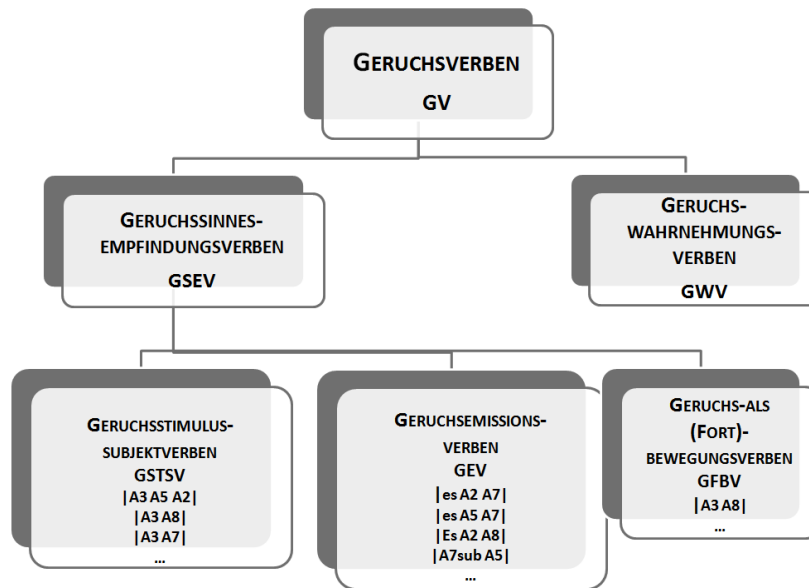 GERUCHSVERBEN
GV
GERUCHSSINNES-
EMPFINDUNGSVERBEN
GSEV
GERUCHS-
WAHRNEHMUNGS-
VERBEN
GWV
GERUCHSSTIMULUS-
SUBJEKTVERBEN
GSTSV
|A3 A5 A2|
|A3 A8|
|A3 A7|
...
GERUCHSEMISSIONS-
VERBEN
GEV
|es A2 A7|
|es A5 A7|
|Es A2 A8|
|A7sub A5|
...
GERUCHS-ALS
(FORT)-
BEWEGUNGSVERBEN
GFBV
|A3 A8|
...